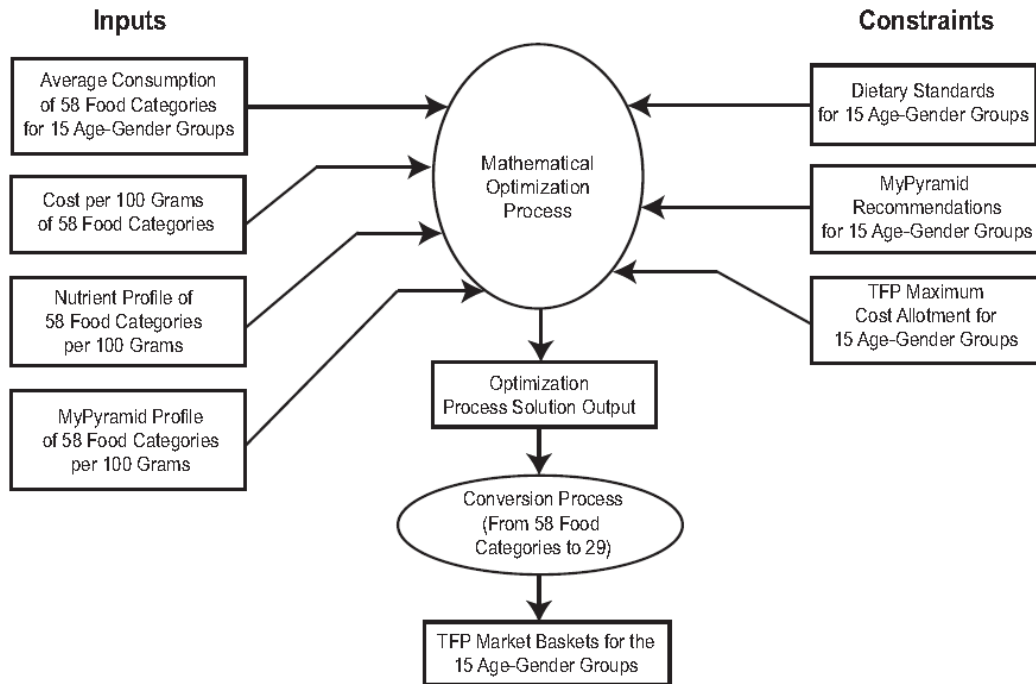 Inputs
Average Consumption
of 58 Food Categories
for 15 Age-Gender Groups
Cost per 100 Grams
of 58 Food Categories
Nutrient Profile of
58 Food Categories
per 100 Grams
MyPyramid Profile
of 58 Food Categories
per 100 Grams
Mathematical
Optimization
Process
Constraints
Dietary Standards
for 15 Age-Gender Groups
MyPyramid
Recommendations
for 15 Age-Gender Groups
TFP Maximum
Cost Allotment for
15 Age-Gender Groups
Optimization
Process Solution Output
Conversion Process
(From 58 Food
Categories to 29)
TFP Market Baskets for the
15 Age-Gender Groups